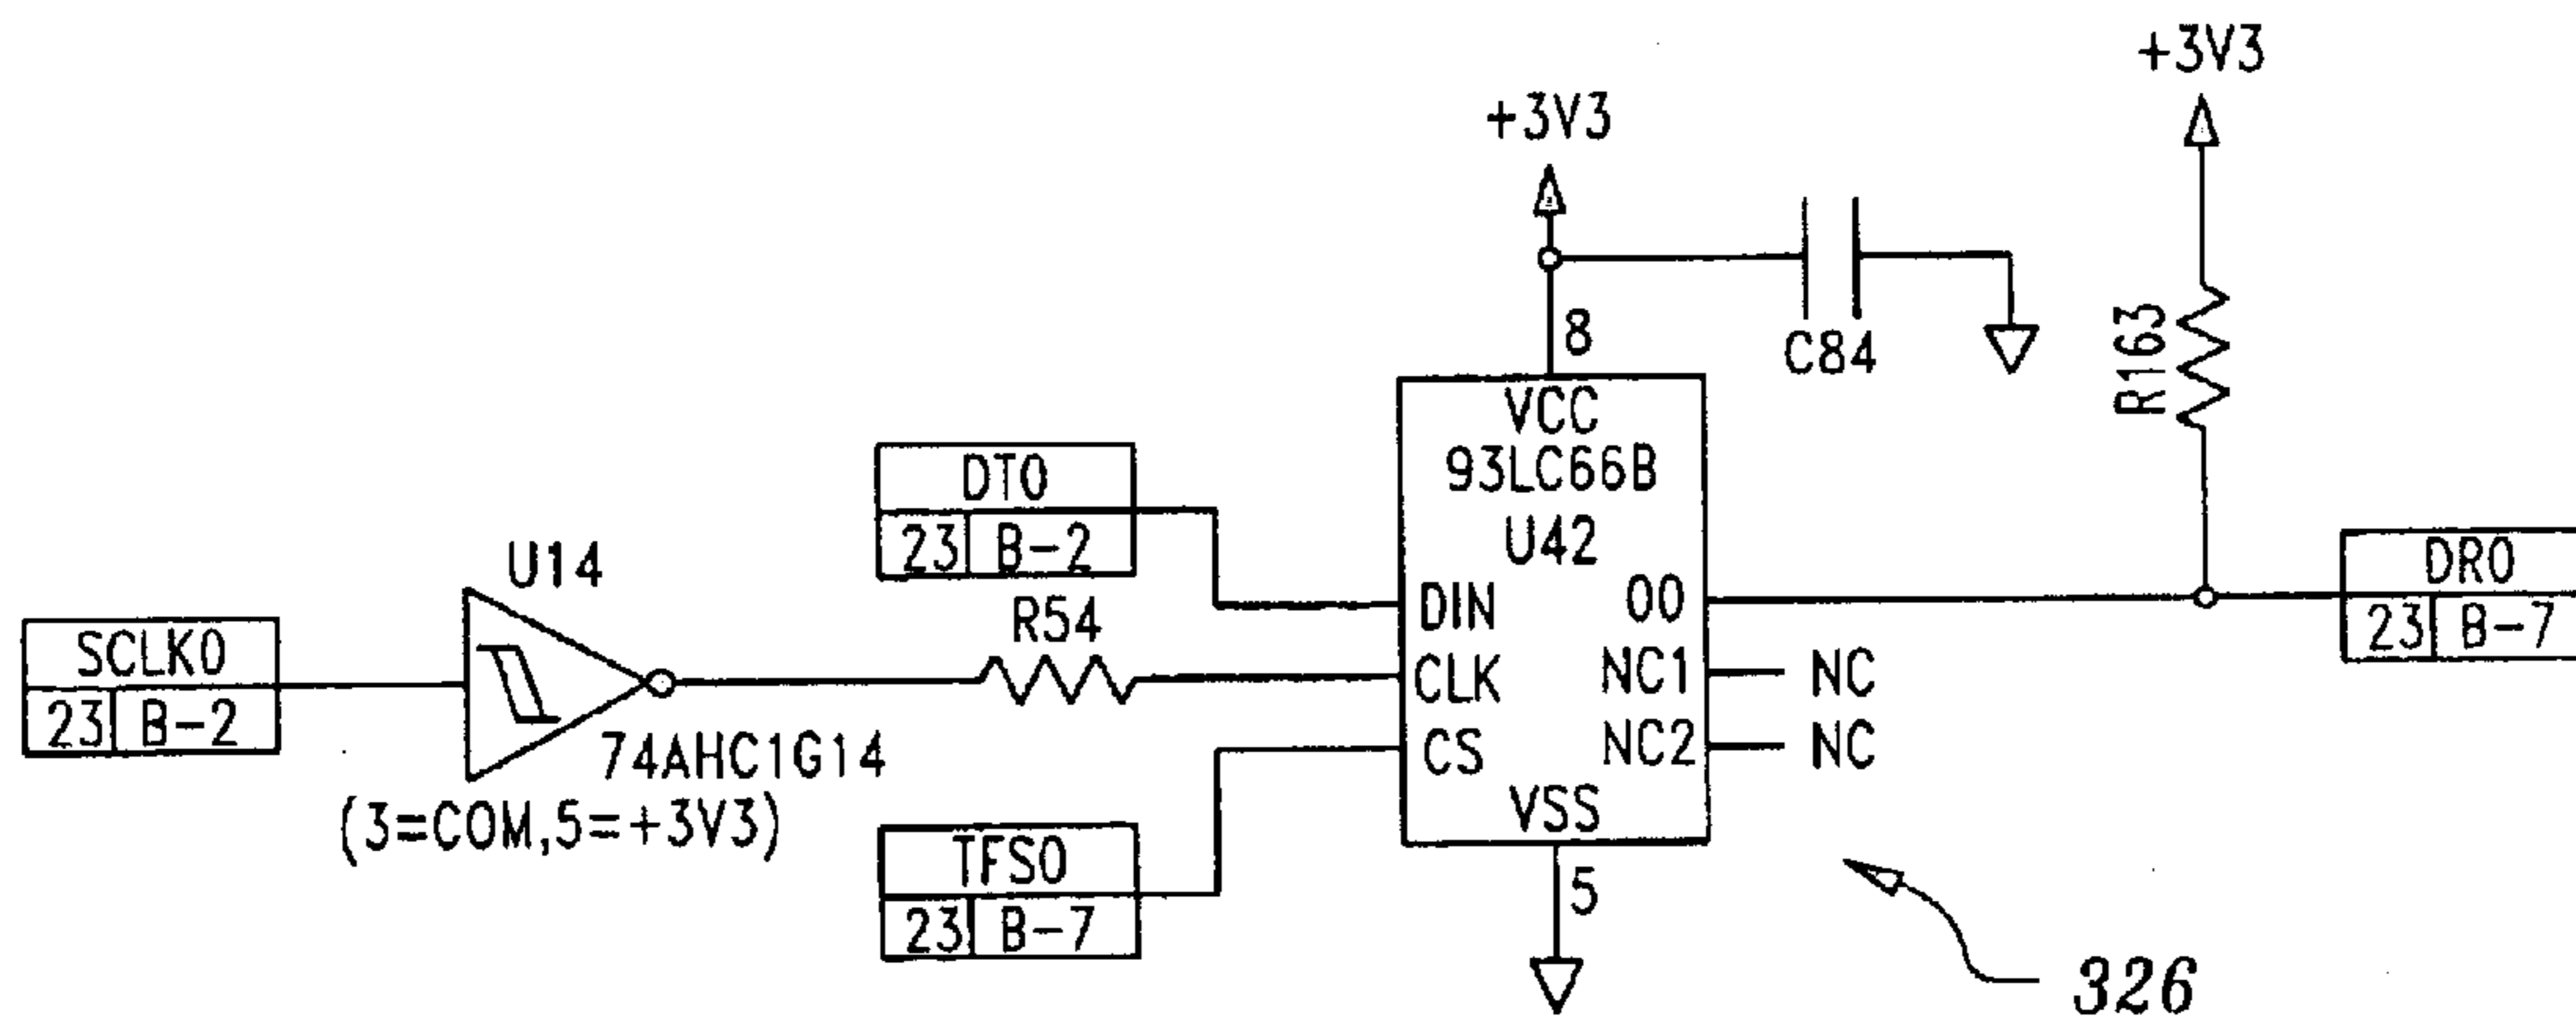 +3V3
+3V3
8
C84
R163
VCC
93LC66B
U42
DT0
23 B-2
U14
R54
DIN
00
DR0
23 B-7
SCLK0
23 B-2
CLK
NC1 NC
CS
NC2 NC
74AHC1G14
(3=COM,5=+3V3)
VSS
TFS0
23 B-7
5
326